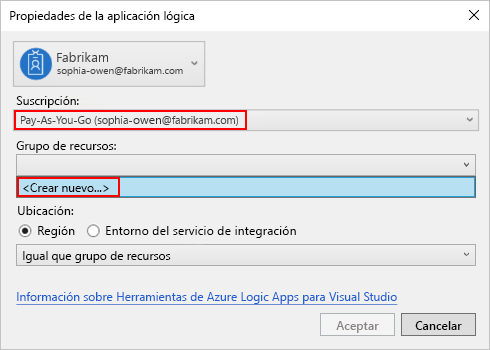 Propiedades de la aplicación lógica
Fabrikam
sophia-owen@fabrikam.com
Suscripción:
Pay-As-You-Go (sophia-owen@fabrikam.com)
Grupo de recursos:
<Crear nuevo...>
Ubicación:
Región Entorno del servicio de integración
Igual que grupo de recursos
Información sobre Herramientas de Azure Logic Apps para Visual Studio
Aceptar Cancelar